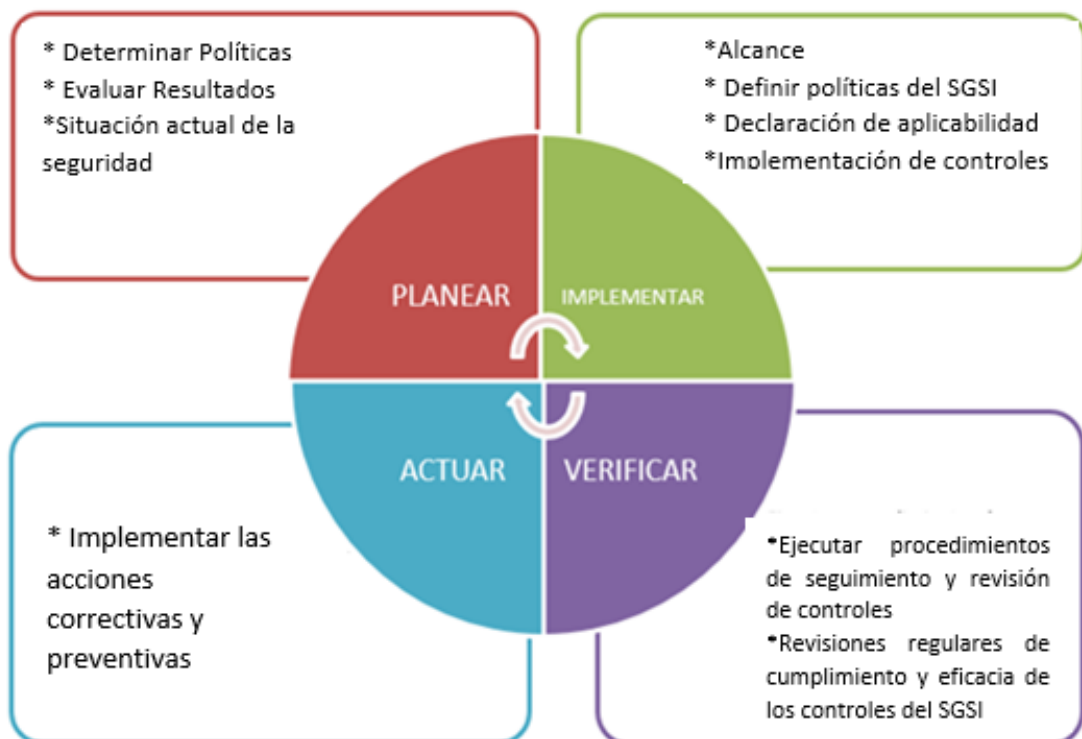 * Determinar Políticas
* Evaluar Resultados
*Situación actual de la
seguridad
*Alcance
* Definir políticas del SGSI
* Declaración de aplicabilidad
*Implementación de controles
PLANEAR
IMPLEMENTAR
ACTUAR
VERIFICAR
* Implementar las
acciones
correctivas y
preventivas
*Ejecutar procedimientos
de seguimiento y revisión
de controles
*Revisiones regulares de
cumplimiento y eficacia de
los controles del SGSI